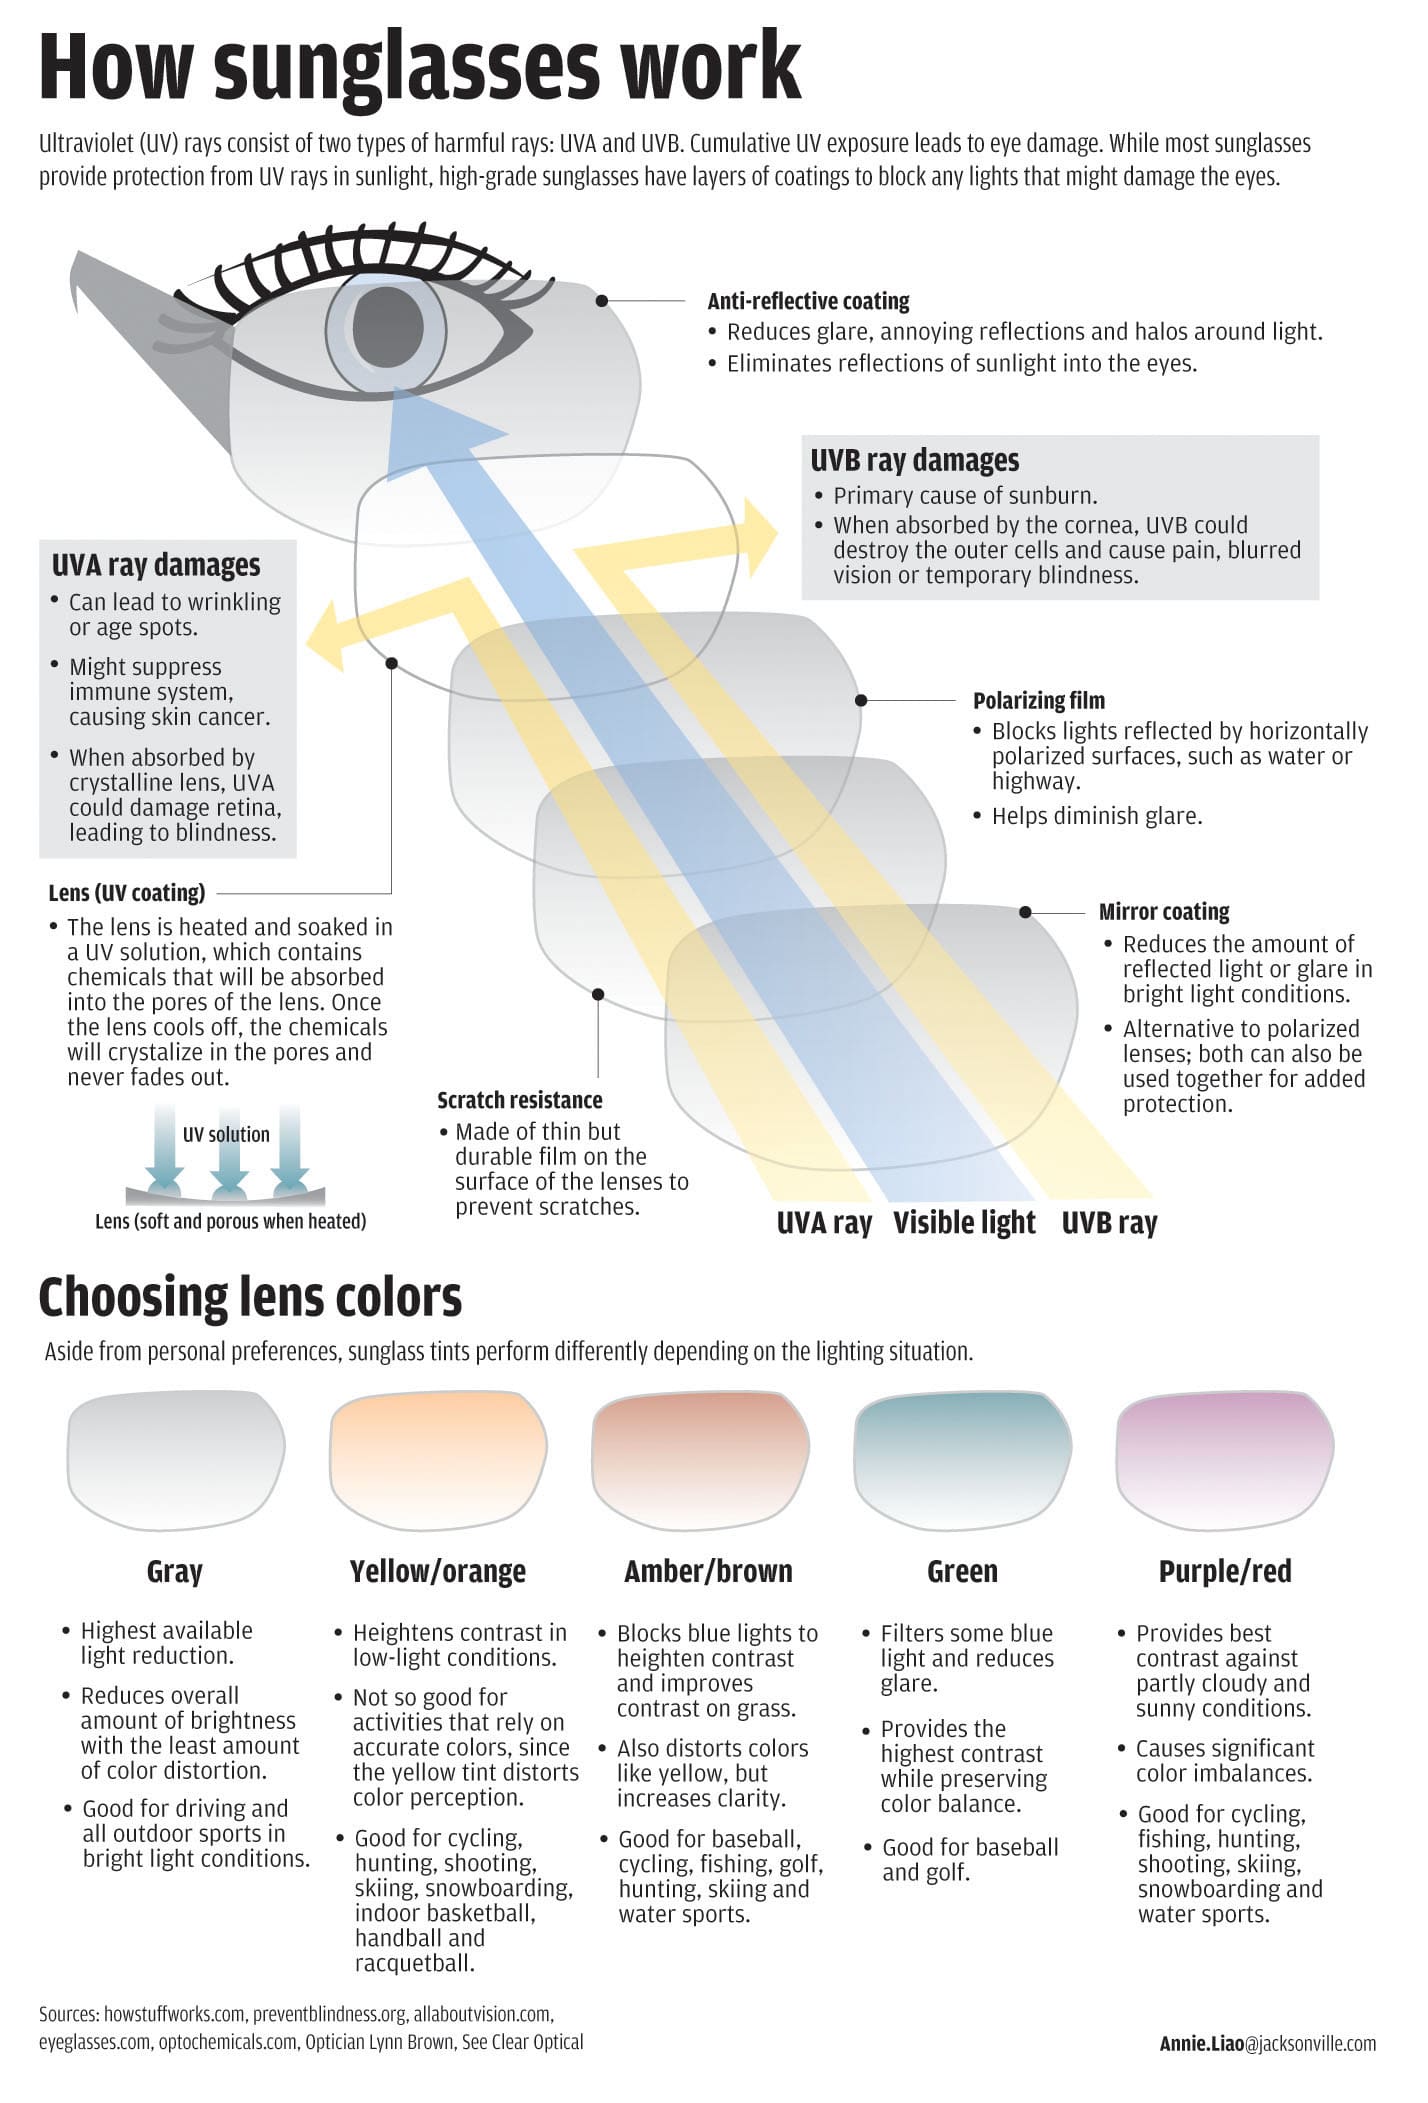 How sunglasses work
Ultraviolet (UV) rays consist of two types of harmful rays: UVA and UVB. Cumulative UV exposure leads to eye damage. While most sunglasses
provide protection from UV rays in sunlight, high-grade sunglasses have layers of coatings to block any lights that might damage the eyes.
Anti-reflective coating
• Reduces glare, annoying reflections and halos around light.
• Eliminates reflections of sunlight into the eyes.
UVB ray damages
• Primary cause of sunburn.
• When absorbed by the cornea, UVB could
destroy the outer cells and cause pain, blurred
vision or temporary blindness.
UVA ray damages
• Can lead to wrinkling
or age spots.
• Might suppress
immune system,
causing skin cancer.
• When absorbed by
crystalline lens, UVA
could damage retina,
leading to blindness.
Polarizing film
• Blocks lights reflected by horizontally
polarized surfaces, such as water or
highway.
• Helps diminish glare.
Lens (UV coating)
• The lens is heated and soaked in
a UV solution, which contains
chemicals that will be absorbed
into the pores of the lens. Once
the lens cools off, the chemicals
will crystalize in the pores and
never fades out.
UV solution
Lens (soft and porous when heated)
Mirror coating
• Reduces the amount of
reflected light or glare in
bright light conditions.
• Alternative to polarized
lenses; both can also be
used together for added
protection.
Scratch resistance
• Made of thin but
durable film on the
surface of the lenses to
prevent scratches.
UVA ray Visible light UVB ray
Choosing lens colors
Aside from personal preferences, sunglass tints perform differently depending on the lighting situation.
Gray
• Highest available
light reduction.
• Reduces overall
amount of brightness
with the least amount
of color distortion.
• Good for driving and
all outdoor sports in
bright light conditions.
Yellow/orange
• Heightens contrast in
low-light conditions.
• Not so good for
activities that rely on
accurate colors, since
the yellow tint distorts
color perception.
• Good for cycling,
hunting, shooting,
skiing, snowboarding,
indoor basketball,
handball and
racquetball.
Amber/brown
• Blocks blue lights to
heighten contrast
and improves
contrast on grass.
• Also distorts colors
like yellow, but
increases clarity.
• Good for baseball,
cycling, fishing, golf,
hunting, skiing and
water sports.
Green
• Filters some blue
light and reduces
glare.
• Provides the
highest contrast
while preserving
color balance.
• Good for baseball
and golf.
Purple/red
• Provides best
contrast against
partly cloudy and
sunny conditions.
• Causes significant
color imbalances.
• Good for cycling,
fishing, hunting,
shooting, skiing,
snowboarding and
water sports.
Sources: howstuffworks.com, preventblindness.org, allaboutvision.com,
eyeglasses.com, optochemicals.com, Optician Lynn Brown, See Clear Optical
Annie.Liao@jacksonville.com